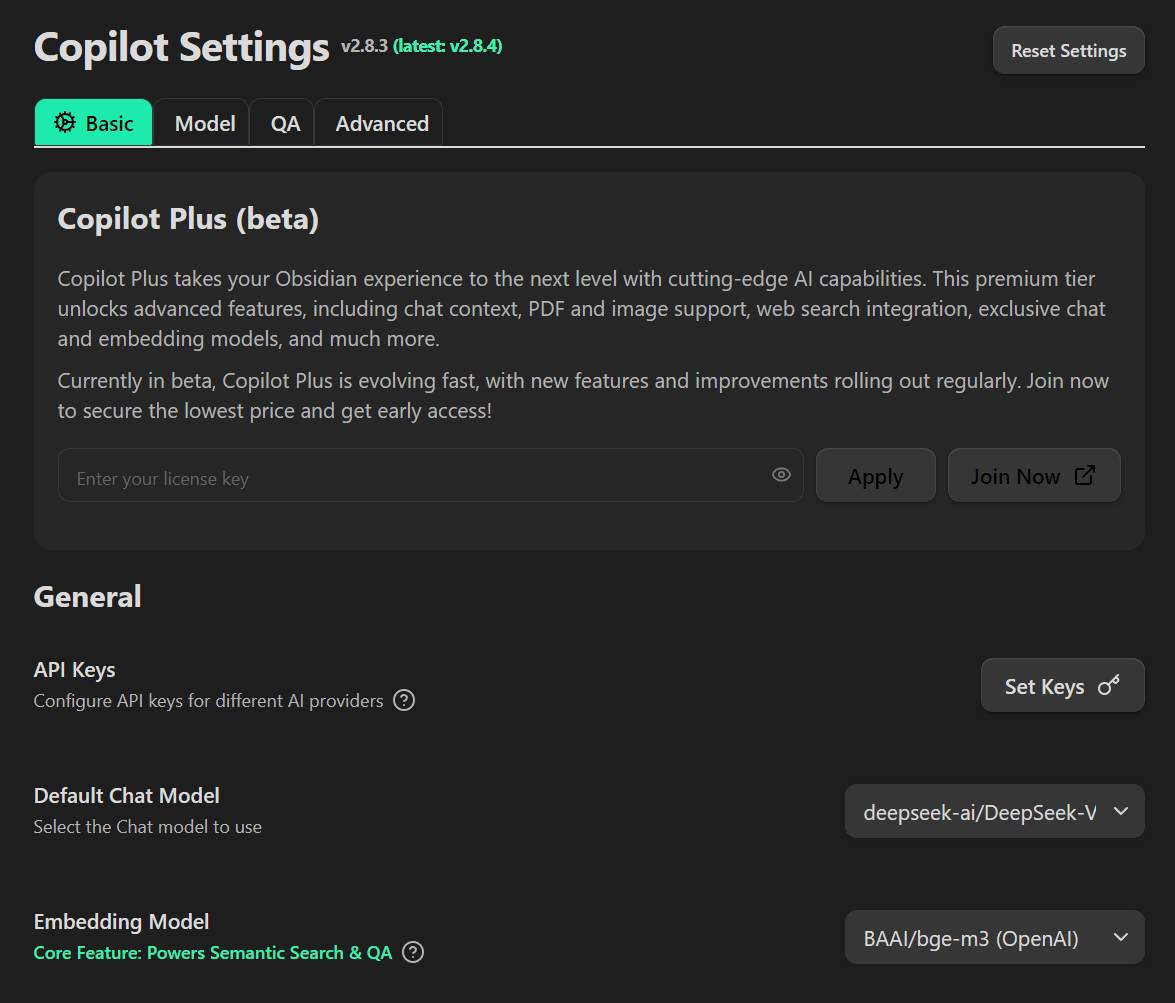 Copilot Settings v2.8.3 (latest: v2.8.4)
Reset Settings
Basic
Model
QA
Advanced
Copilot Plus (beta)
Copilot Plus takes your Obsidian experience to the next level with cutting-edge AI capabilities. This premium tier
unlocks advanced features, including chat context, PDF and image support, web search integration, exclusive chat
and embedding models, and much more.
Currently in beta, Copilot Plus is evolving fast, with new features and improvements rolling out regularly. Join now
to secure the lowest price and get early access!
Enter your license key
Apply
Join Now
General
API Keys
Configure API keys for different AI providers
Set Keys
Default Chat Model
Select the Chat model to use
deepseek-ai/DeepSeek-V
Embedding Model
Core Feature: Powers Semantic Search & QA
BAAI/bge-m3 (OpenAI)